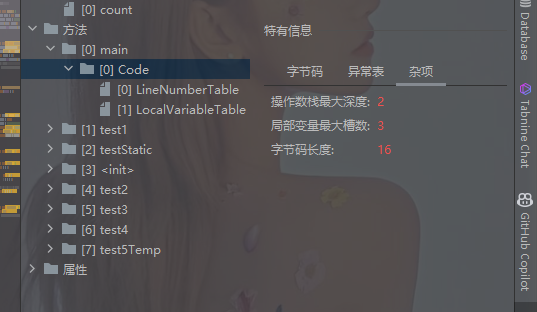 [0] count
方法
[0] main
[0] Code
[0] LineNumberTable
[1] LocalVariableTable
[1] test1
[2] testStatic
[3] <init>
[4] test2
[5] test3
[6] test4
[7] test5Temp
属性
特有信息
字节码 异常表 杂项
操作数栈最大深度: 2
局部变量最大槽数: 3
字节码长度: 16
Database
Tabnine Chat
GitHub Copilot